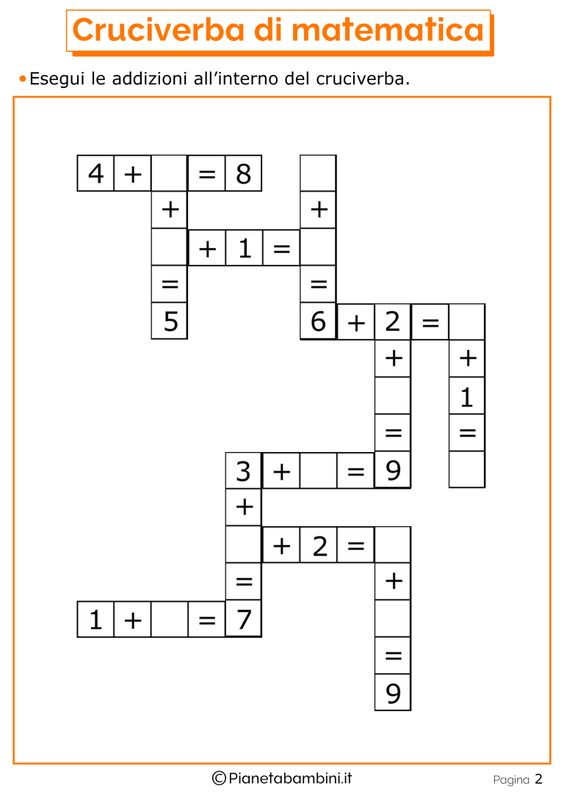 Cruciverba di matematica
•Esegui le addizioni all'interno del cruciverba.
4 + = 8
+ +
+ 1 =
= =
5 6 + 2 =
+ +
1
= =
3 + = 9
+
+ 2 =
= +
1 + = 7
=
9
©Pianetabambini.it
Pagina 2